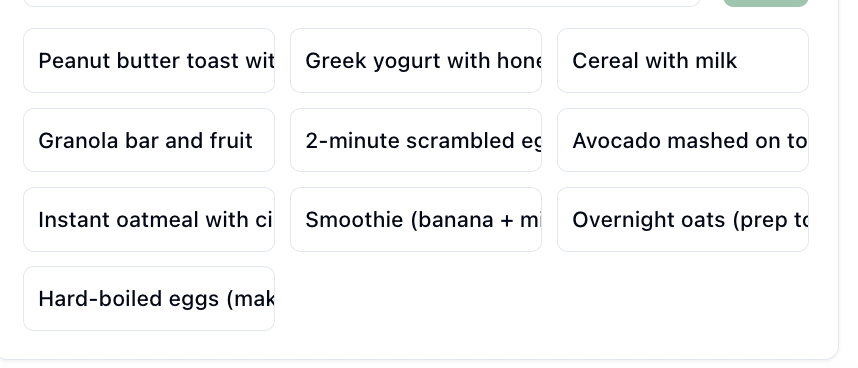 Peanut butter toast wit
Greek yogurt with hone
Cereal with milk
Granola bar and fruit
2-minute scrambled eg
Avocado mashed on to
Instant oatmeal with ci
Smoothie (banana + mi
Overnight oats (prep to
Hard-boiled eggs (mak